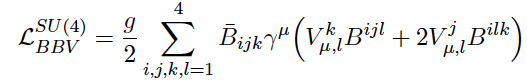 \mathcal{L}_{BBV}^{SU(4)} = \frac{g}{2} \sum_{i,j,k,l=1}^{4} \bar{B}_{ijk} \gamma^{\mu} \left( V_{\mu,l}^{k} B^{ijl} + 2 V_{\mu,l}^{j} B^{ilk} \right)